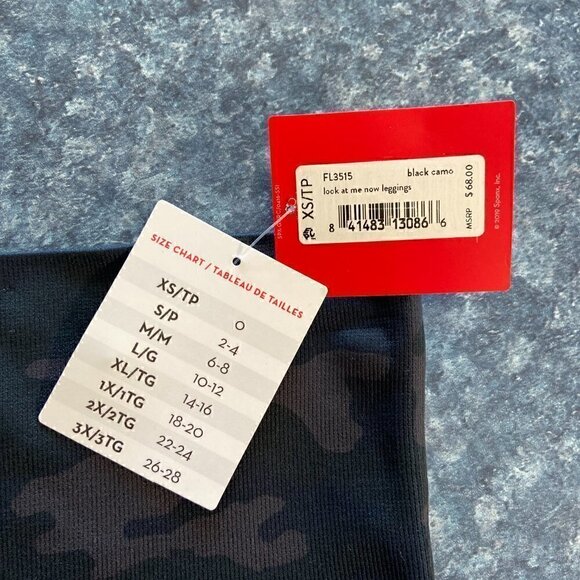 XS/TP
FL3515 black camo
look at me now leggings
8 41483 13086 6
MSRP $ 68.00
© 2019 Spanx, Inc.
SIZE CHART / TABLEAU DE TAILLES
XS/TP 0
S/P 2-4
M/M 6-8
L/G 10-12
XL/TG 14-16
1X/1TG 18-20
2X/2TG 22-24
3X/3TG 26-28